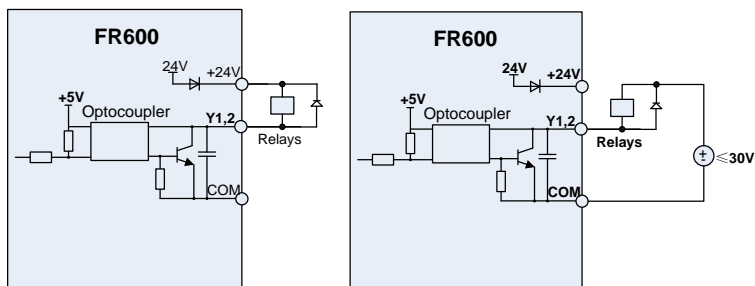 FR600
24V
+24V
+5V
Optocoupler
Y1,2
Relays
COM
FR600
24V
+24V
+5V
Optocoupler
Y1,2
Relays
≤30V
COM